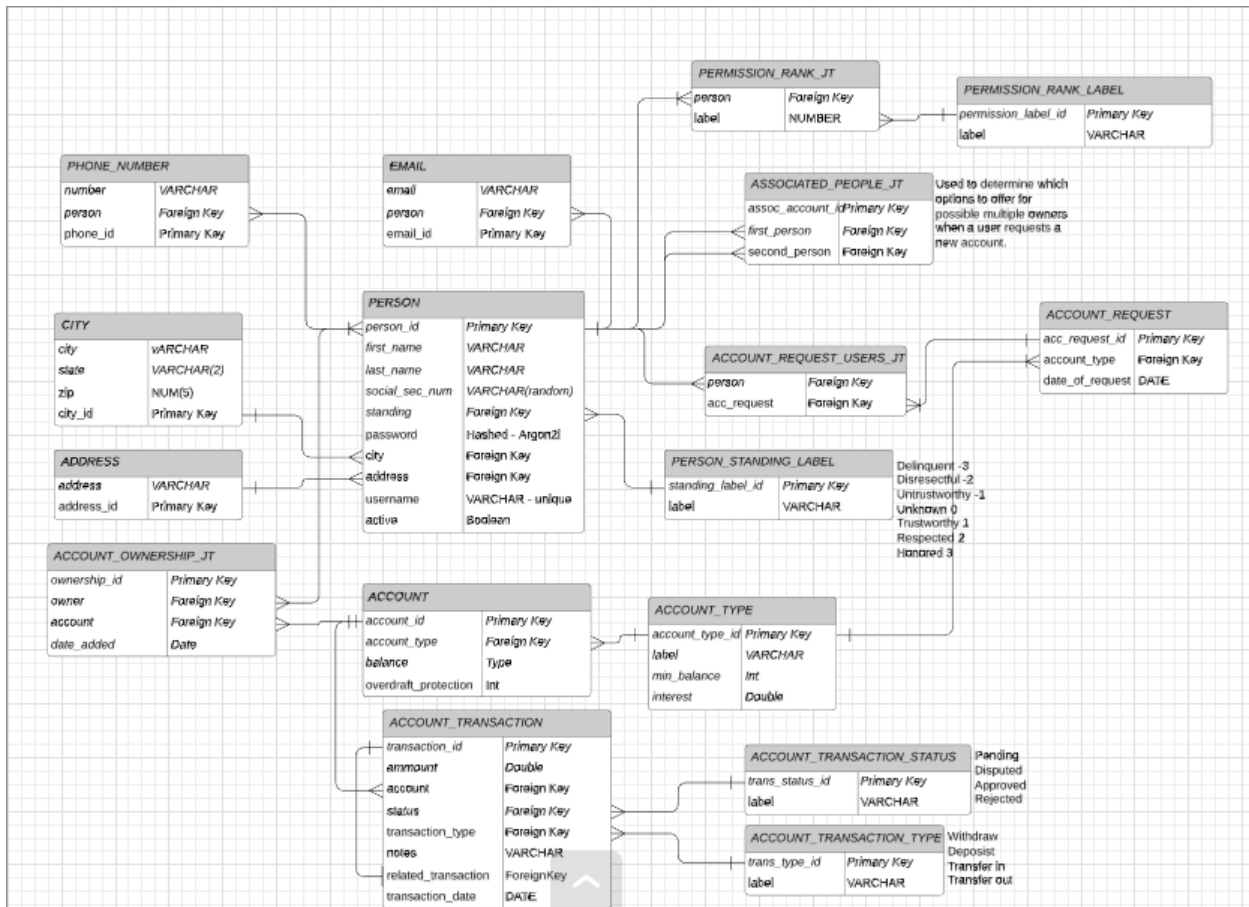 PERMISSION_RANK_JT
person Foreign Key
label NUMBER
PERMISSION_RANK_LABEL
permission_label_id Primary Key
label VARCHAR
PHONE_NUMBER
number VARCHAR
person Foreign Key
phone_id Primary Key
EMAIL
email VARCHAR
person Foreign Key
email_id Primary Key
ASSOCIATED_PEOPLE_JT
assoc_account_id Primary Key
first_person Foreign Key
second_person Foreign Key
Used to determine which
options to offer for
possible multiple owners
when a user requests a
new account.
CITY
city vARCHAR
state VARCHAR(2)
zip NUM(5)
city_id Primary Key
PERSON
person_id Primary Key
first_name VARCHAR
last_name VARCHAR
social_sec_num VARCHAR(random)
standing Foreign Key
password Hashed - Argon2i
city Foreign Key
address Foreign Key
username VARCHAR - unique
active Boolean
ACCOUNT_REQUEST_USERS_JT
person Foreign Key
acc_request Foreign Key
ACCOUNT_REQUEST
acc_request_id Primary Key
account_type Foreign Key
date_of_request DATE
ADDRESS
address VARCHAR
address_id Primary Key
PERSON_STANDING_LABEL
standing_label_id Primary Key
label VARCHAR
Delinquent -3
Disresectful -2
Untrustworthy -1
Unknown 0
Trustworthy 1
Respected 2
Honared 3
ACCOUNT_OWNERSHIP_JT
ownership_id Primary Key
owner Foreign Key
account Foreign Key
date_added Date
ACCOUNT
account_id Primary Key
account_type Foreign Key
balance Type
overdraft_protection Int
ACCOUNT_TYPE
account_type_id Primary Key
label VARCHAR
min_balance Int
interest Double
ACCOUNT_TRANSACTION
transaction_id Primary Key
ammount Double
account Foreign Key
status Foreign Key
transaction_type Foreign Key
notes VARCHAR
related_transaction ForeignKey
transaction_date DATE
ACCOUNT_TRANSACTION_STATUS
trans_status_id Primary Key
label VARCHAR
Pending
Disputed
Approved
Rejected
ACCOUNT_TRANSACTION_TYPE
trans_type_id Primary Key
label VARCHAR
Withdraw
Deposist
Transfer in
Transfer out